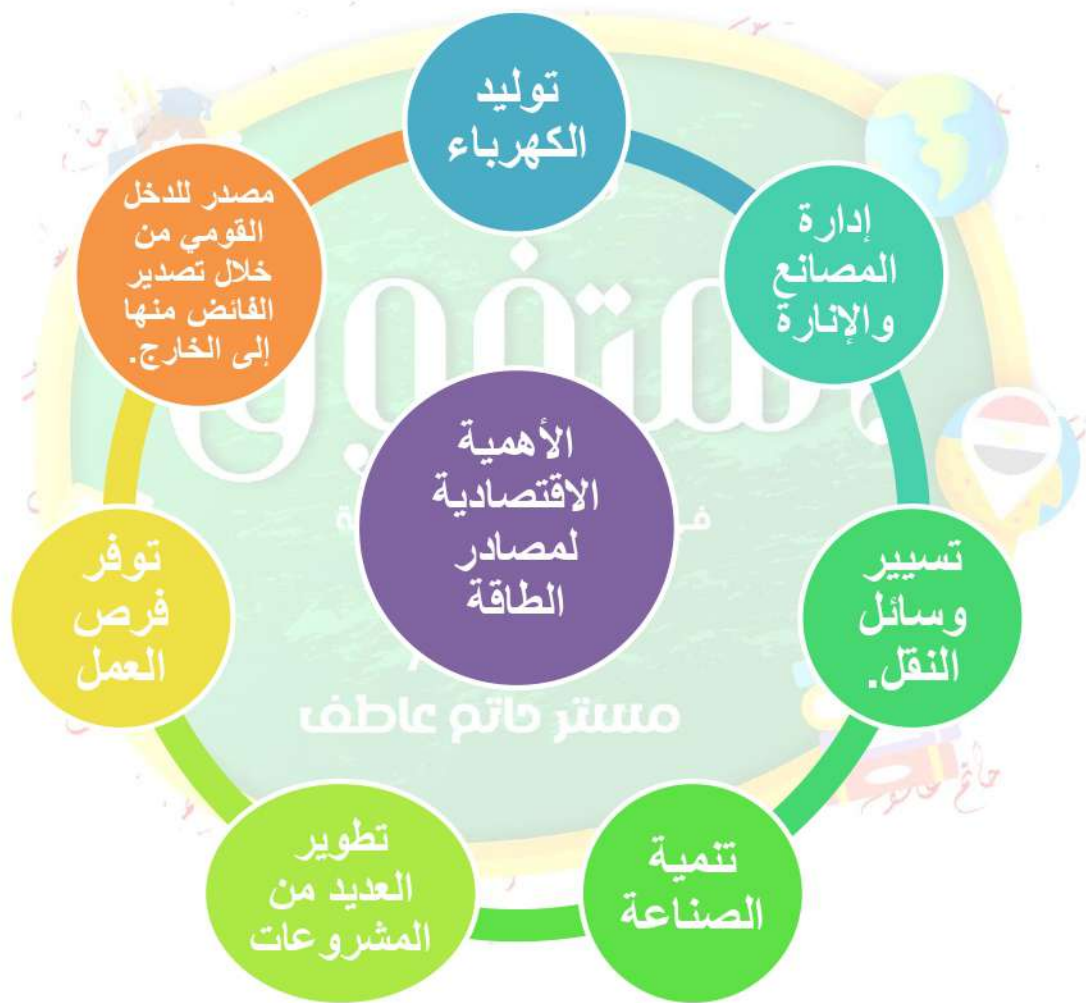 توليد
الكهرباء
إدارة
المصانع
والإنارة
تسيير
وسائل
النقل.
تنمية
الصناعة
تطوير
العديد من
المشروعات
توفر
فرص
العمل
مصدر للدخل
القومي من
خلال تصدير
الفائض منها
إلى الخارج.
الأهمية
الاقتصادية
لمصادر
الطاقة
مستر حاتم عاطف